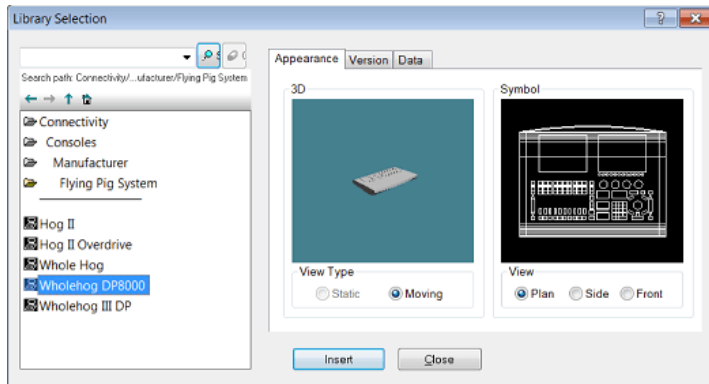 Library Selection
Search path: Connectivity/...ufacturer/Flying Pig System
Connectivity
Consoles
Manufacturer
Flying Pig System
Hog II
Hog II Overdrive
Whole Hog
Wholehog DP8000
Wholehog III DP
Appearance Version Data
3D
Symbol
View Type
Static Moving
View
Plan Side Front
Insert Close